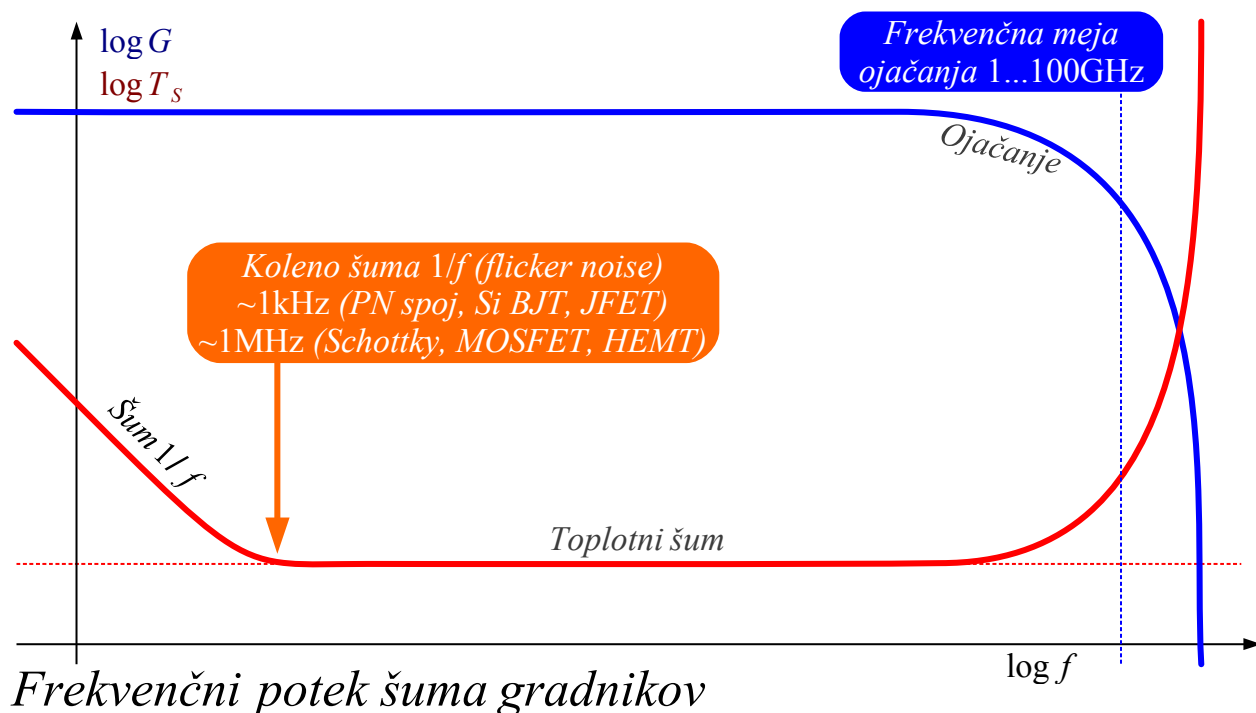 log G
log T_S
Frekvenčna meja
ojačanja 1...100GHz
Ojačanje
Koleno šuma 1/f (flicker noise)
~1kHz (PN spoj, Si BJT, JFET)
~1MHz (Schottky, MOSFET, HEMT)
Šum 1/f
Toplotni šum
log f
Frekvenčni potek šuma gradnikov